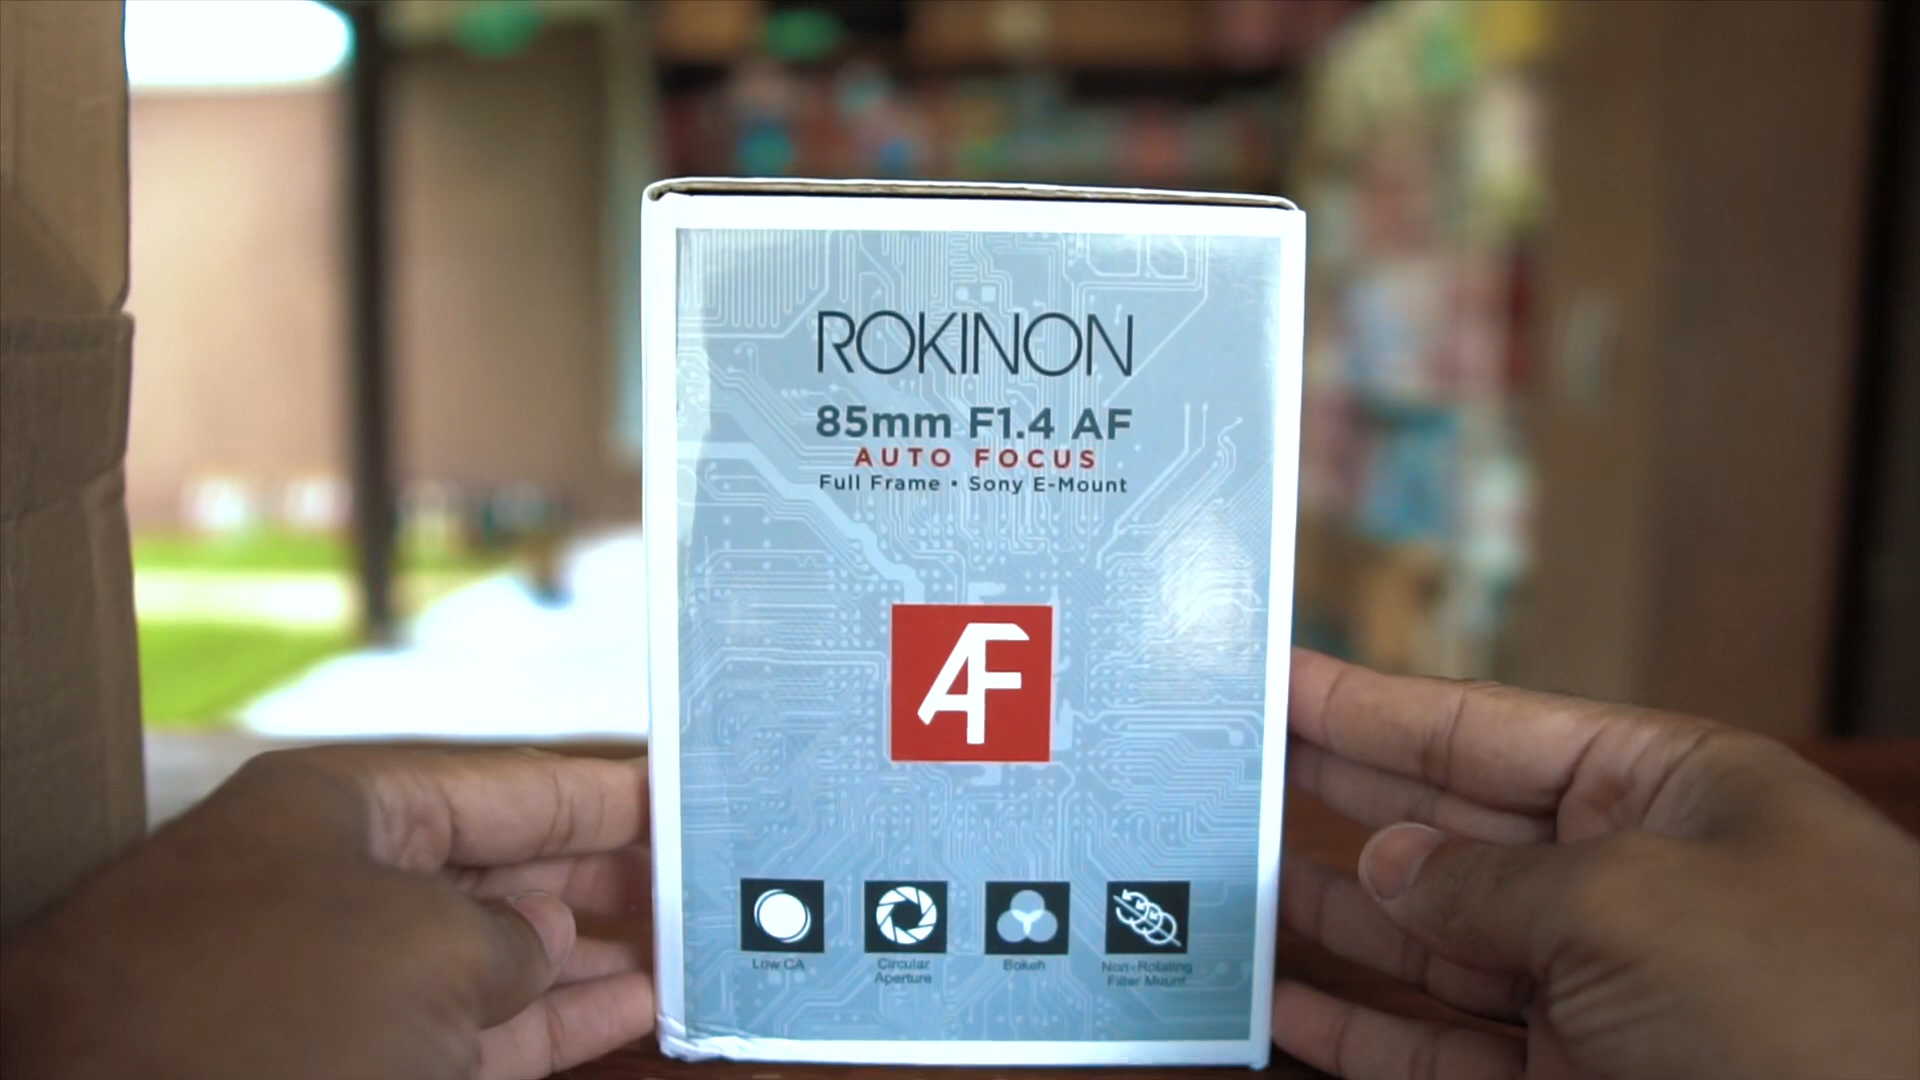 ROKINON
85mm F1.4 AF
AUTO FOCUS
Full Frame • Sony E-Mount
AF
Low CA
Circular
Aperture
Bokeh
Non-Rotating
Filter Mount